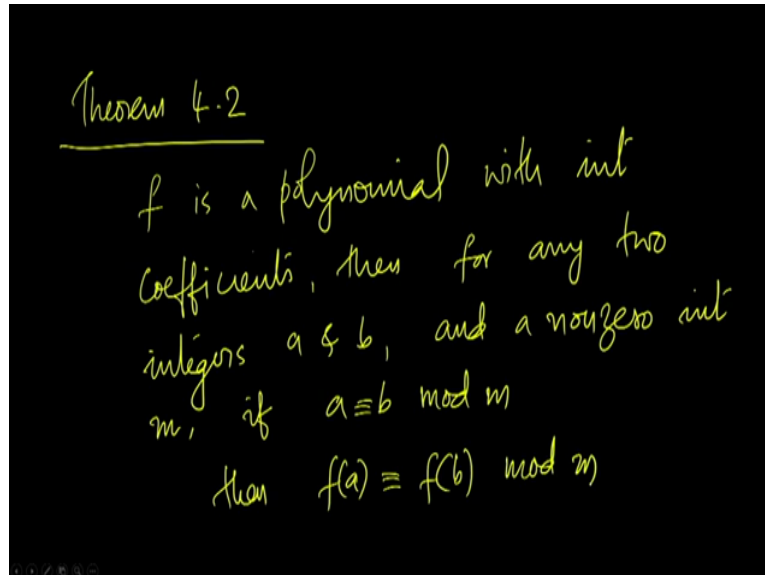 Theorem 4.2
f is a polynomial with int
coefficients, then for any two
integers a & b, and a nonzero int
m, if a≡b mod m
then f(a) ≡ f(b) mod m